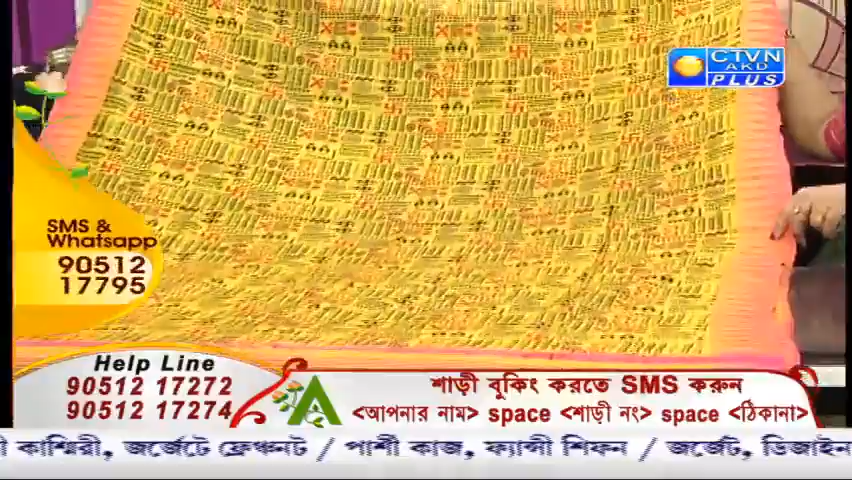 CTVN
AKD
PLUS
SMS &
Whatsapp
90512
17795
Help Line
90512 17272
90512 17274
শাড়ী বুকিং করতে SMS করুন
<আপনার নাম> space <শাড়ী নং> space <ঠিকানা>
কাশ্মিরী, জর্জেটে ফ্রেঞ্চনট / পার্শী কাজ, ফ্যান্সী শিফন / জর্জেট, ডিজাইন